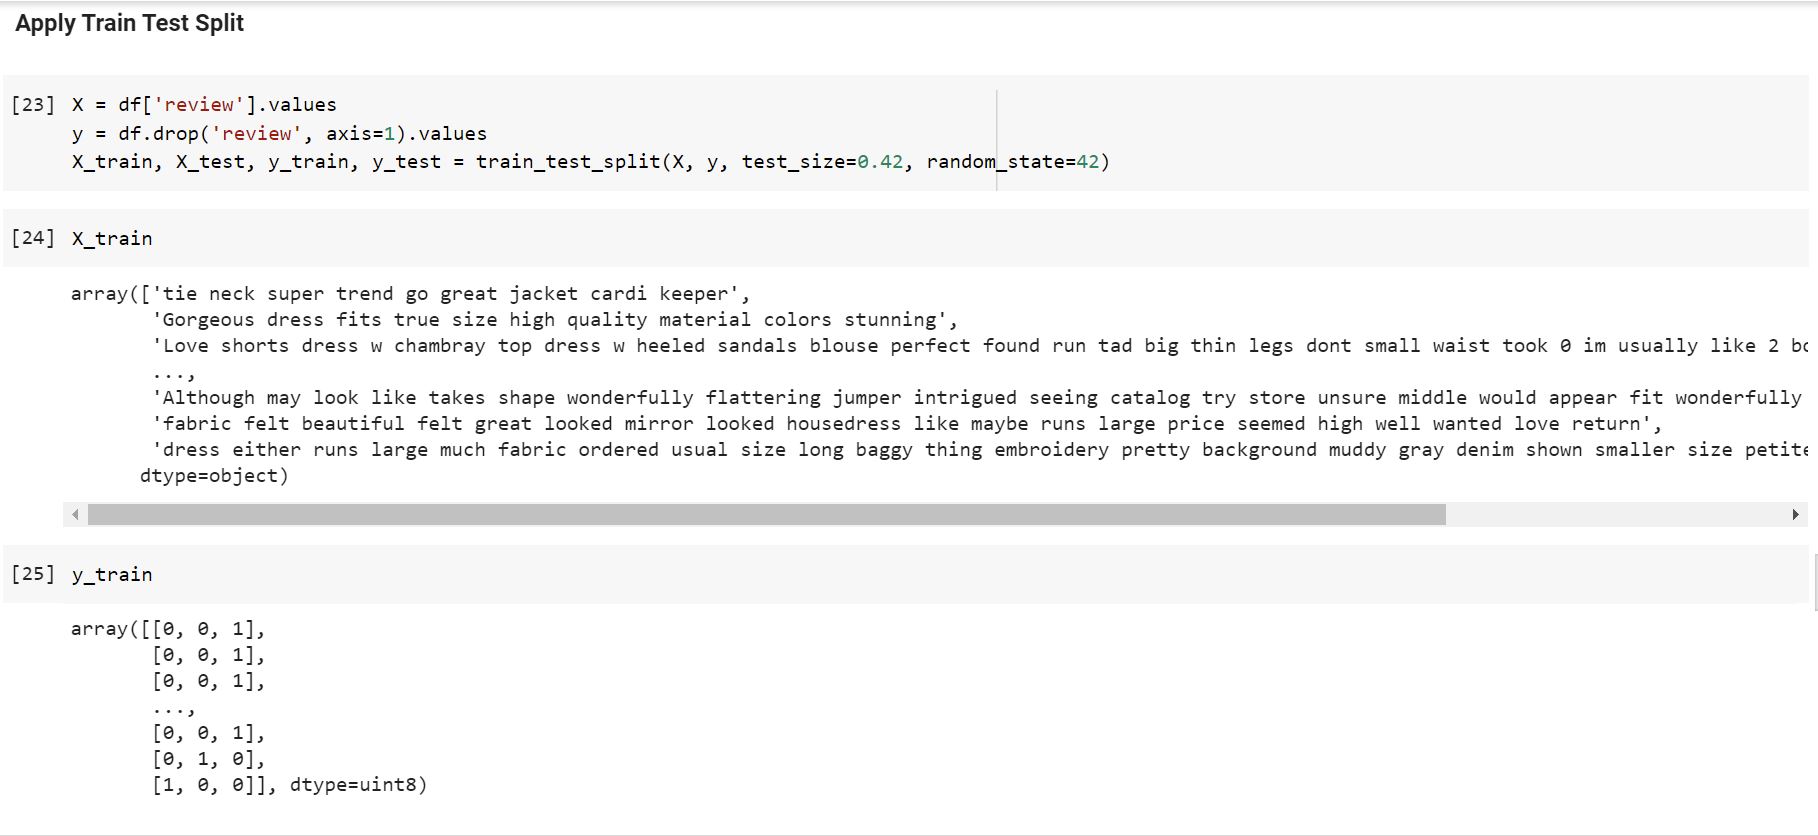 Apply Train Test Split
[23] X = df['review'].values
y = df.drop('review', axis=1).values
X_train, X_test, y_train, y_test = train_test_split(X, y, test_size=0.42, random_state=42)
[24] X_train
array(['tie neck super trend go great jacket cardi keeper',
'Gorgeous dress fits true size high quality material colors stunning',
'Love shorts dress w chambray top dress w heeled sandals blouse perfect found run tad big thin legs dont small waist took 0 im usually like 2
...,
'Although may look like takes shape wonderfully flattering jumper intrigued seeing catalog try store unsure middle would appear fit wonderfully
'fabric felt beautiful felt great looked mirror looked housedress like maybe runs large price seemed high well wanted love return',
'dress either runs large much fabric ordered usual size long baggy thing embroidery pretty background muddy gray denim shown smaller size petite
dtype=object)
[25] y_train
array([[0, 0, 1],
[0, 0, 1],
[0, 0, 1],
...,
[0, 0, 1],
[0, 1, 0],
[1, 0, 0]], dtype=uint8)